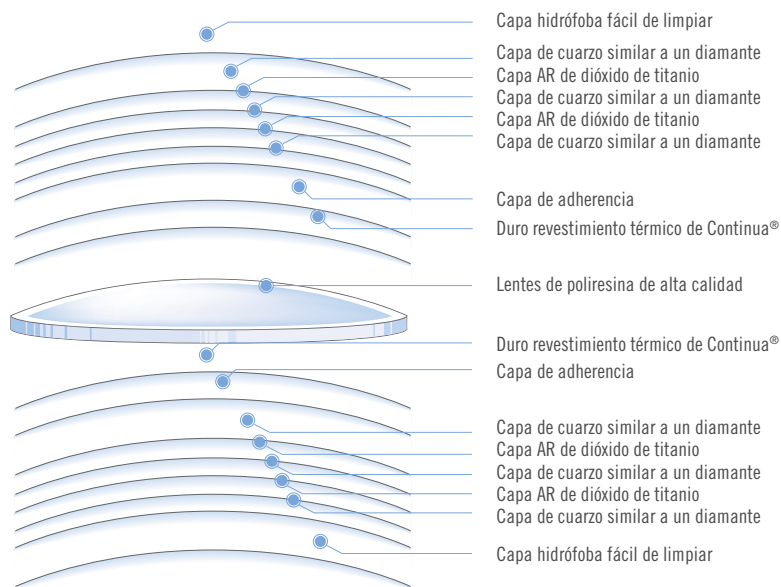 Capa hidrófoba fácil de limpiar
Capa de cuarzo similar a un diamante
Capa AR de dióxido de titanio
Capa de cuarzo similar a un diamante
Capa AR de dióxido de titanio
Capa de cuarzo similar a un diamante
Capa de adherencia
Duro revestimiento térmico de Continua®
Lentes de poliresina de alta calidad
Duro revestimiento térmico de Continua®
Capa de adherencia
Capa de cuarzo similar a un diamante
Capa AR de dióxido de titanio
Capa de cuarzo similar a un diamante
Capa AR de dióxido de titanio
Capa de cuarzo similar a un diamante
Capa hidrófoba fácil de limpiar